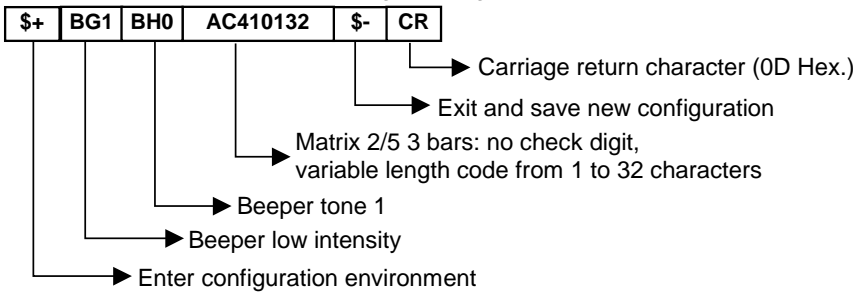 $+ BG1 BH0 AC410132 $- CR
Carriage return character (0D Hex.)
Exit and save new configuration
Matrix 2/5 3 bars: no check digit,
variable length code from 1 to 32 characters
Beeper tone 1
Beeper low intensity
Enter configuration environment